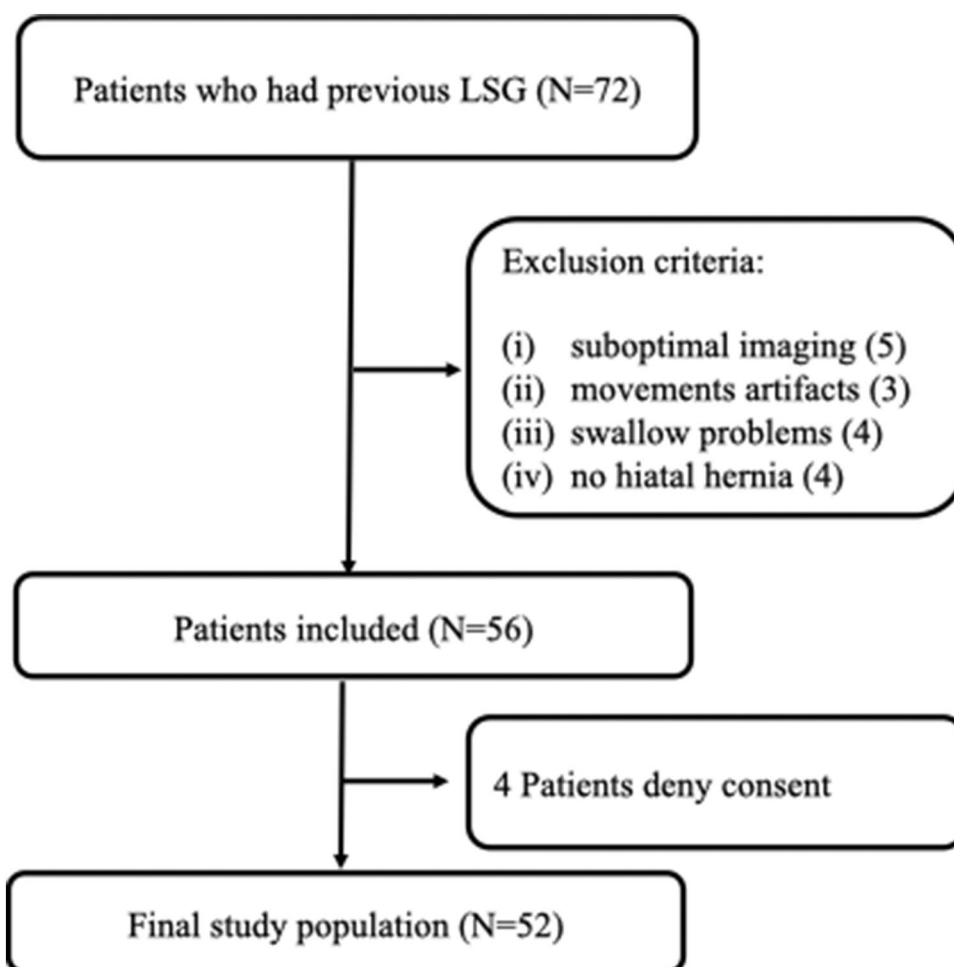 Patients who had previous LSG (N=72)
Exclusion criteria:
(i) suboptimal imaging (5)
(ii) movements artifacts (3)
(iii) swallow problems (4)
(iv) no hiatal hernia (4)
Patients included (N=56)
4 Patients deny consent
Final study population (N=52)